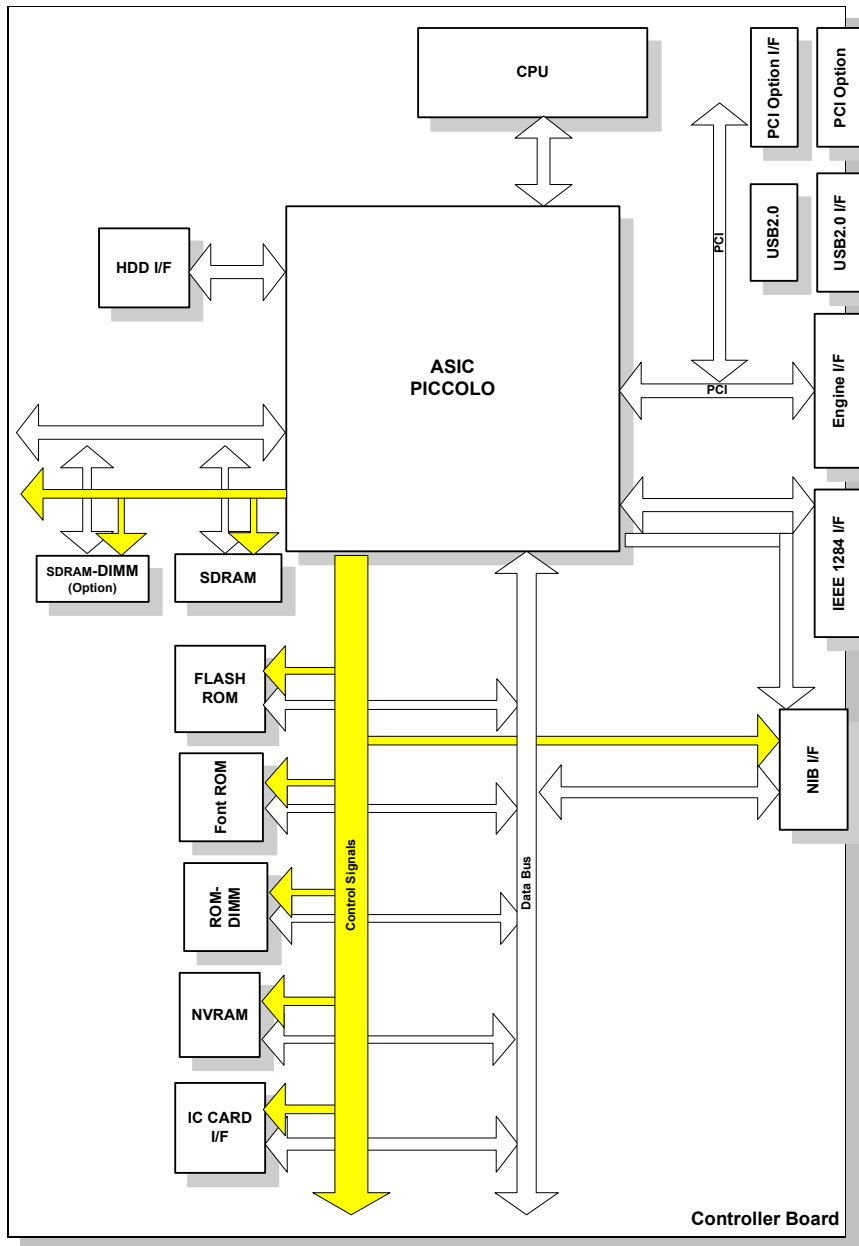 CPU
PCI Option I/F
PCI Option
USB2.0
USB2.0 I/F
PCI
HDD I/F
ASIC
PICCOLO
PCI
Engine I/F
IEEE 1284 I/F
SDRAM-DIMM
(Option)
SDRAM
FLASH
ROM
Font ROM
ROM-
DIMM
NVRAM
IC CARD
I/F
Control Signals
Data Bus
NIB I/F
Controller Board